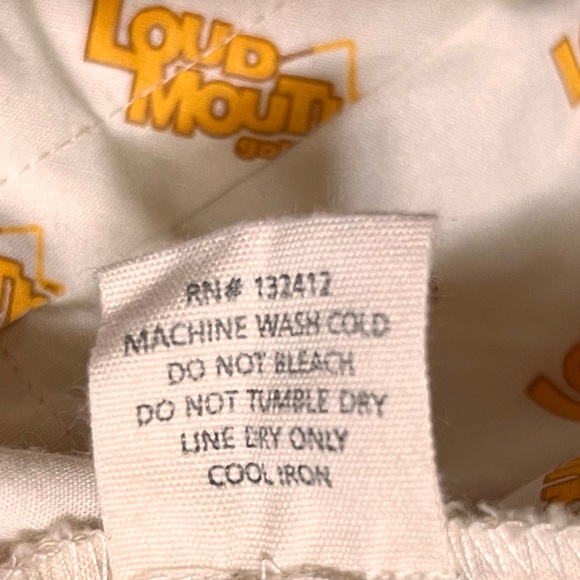 LOUD
MOUTH
golf
RN# 132412
MACHINE WASH COLD
DO NOT BLEACH
DO NOT TUMBLE DRY
LINE DRY ONLY
COOL IRON